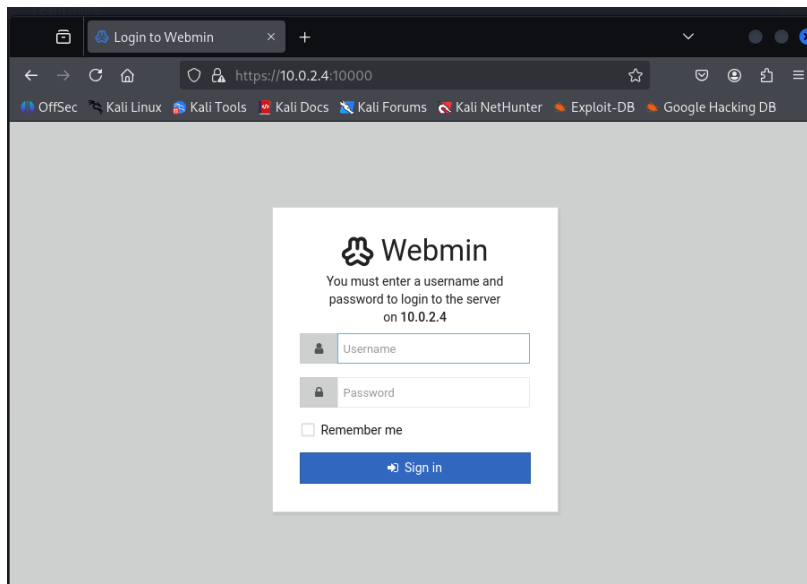 Login to Webmin
https://10.0.2.4:10000
OffSec Kali Linux Kali Tools Kali Docs Kali Forums Kali NetHunter Exploit-DB Google Hacking DB
Webmin
You must enter a username and
password to login to the server
on 10.0.2.4
Username
Password
Remember me
Sign in